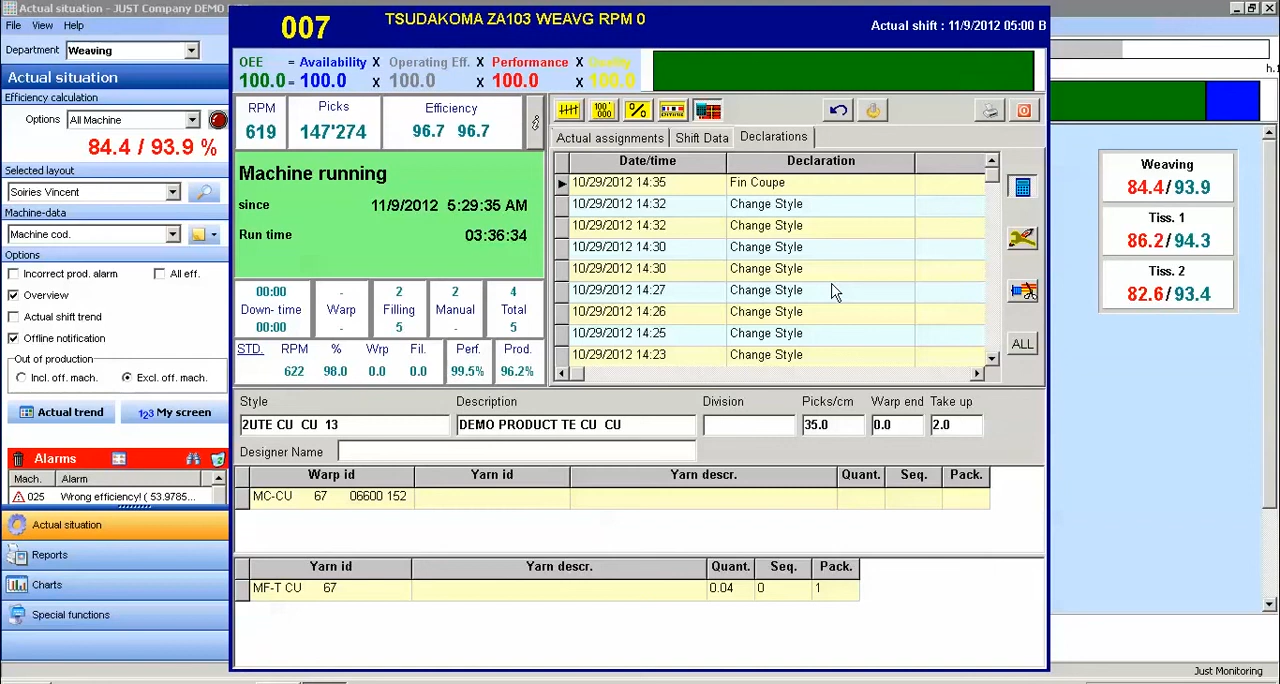 Actual situation - JUST Company DEMO
File View Help
Department Weaving
Actual situation
Efficiency calculation
Options All Machine
84.4 / 93.9 %
Selected layout
Soiries Vincent
Machine-data
Machine cod.
Options
Incorrect prod. alarm All eff.
Overview
Actual shift trend
Offline notification
Out of production
Incl. off. mach. Excl. off. mach.
Actual trend 123 My screen
Alarms
Mach. Alarm
025 Wrong efficiency! ( 53.9785...
Actual situation
Reports
Charts
Special functions
007 TSUDAKOMA ZA103 WEAVG RPM 0 Actual shift : 11/9/2012 05:00 B
OEE = Availability X Operating Eff. X Performance X Quality
100.0 = 100.0 x 100.0 x 100.0 x 100.0
RPM Picks Efficiency
619 147'274 96.7 96.7
Machine running
since 11/9/2012 5:29:35 AM
Run time 03:36:34
00:00 - 2 2 4
Down- time Warp Filling Manual Total
00:00 - 5 - 5
STD. RPM % Wrp Fil. Perf. Prod.
622 98.0 0.0 0.0 99.5% 96.2%
100 000 %
Actual assignments Shift Data Declarations
Date/time Declaration
10/29/2012 14:35 Fin Coupe
10/29/2012 14:32 Change Style
10/29/2012 14:32 Change Style
10/29/2012 14:30 Change Style
10/29/2012 14:30 Change Style
10/29/2012 14:27 Change Style
10/29/2012 14:26 Change Style
10/29/2012 14:25 Change Style
10/29/2012 14:23 Change Style
ALL
Style Description Division Picks/cm Warp end Take up
2UTE CU CU 13 DEMO PRODUCT TE CU CU 35.0 0.0 2.0
Designer Name
Warp id Yarn id Yarn descr. Quant. Seq. Pack.
MC-CU 67 06600 152
Yarn id Yarn descr. Quant. Seq. Pack.
MF-T CU 67 0.04 0 1
Weaving
84.4/93.9
Tiss. 1
86.2/94.3
Tiss. 2
82.6/93.4
Just Monitoring